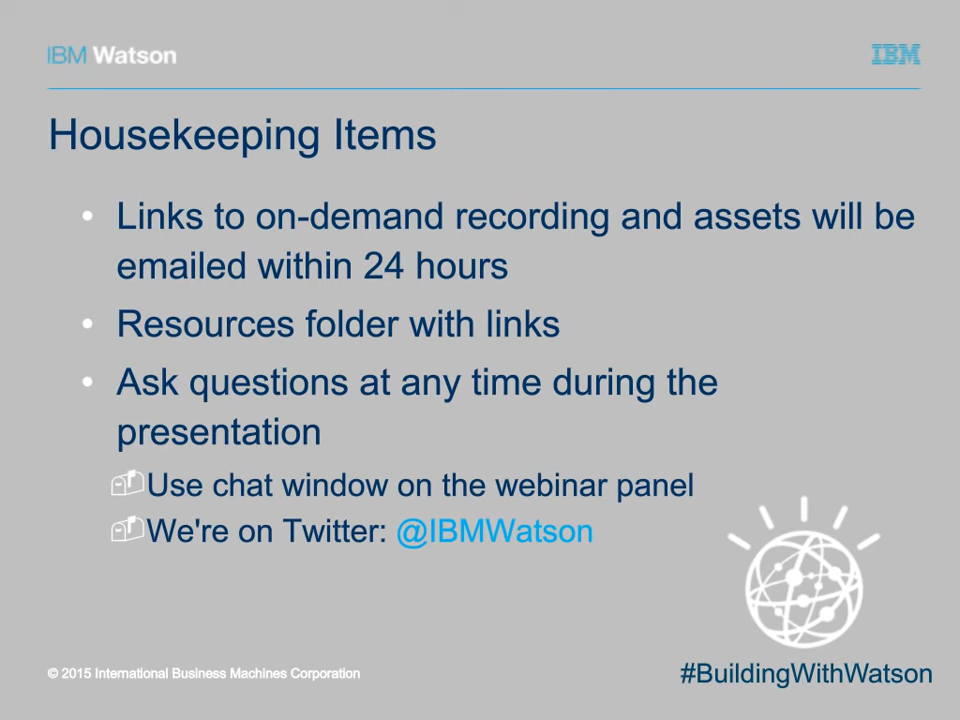 IBM Watson
IBM
Housekeeping Items
• Links to on-demand recording and assets will be
emailed within 24 hours
• Resources folder with links
• Ask questions at any time during the
presentation
Use chat window on the webinar panel
We're on Twitter: @IBMWatson
© 2015 International Business Machines Corporation
#BuildingWithWatson